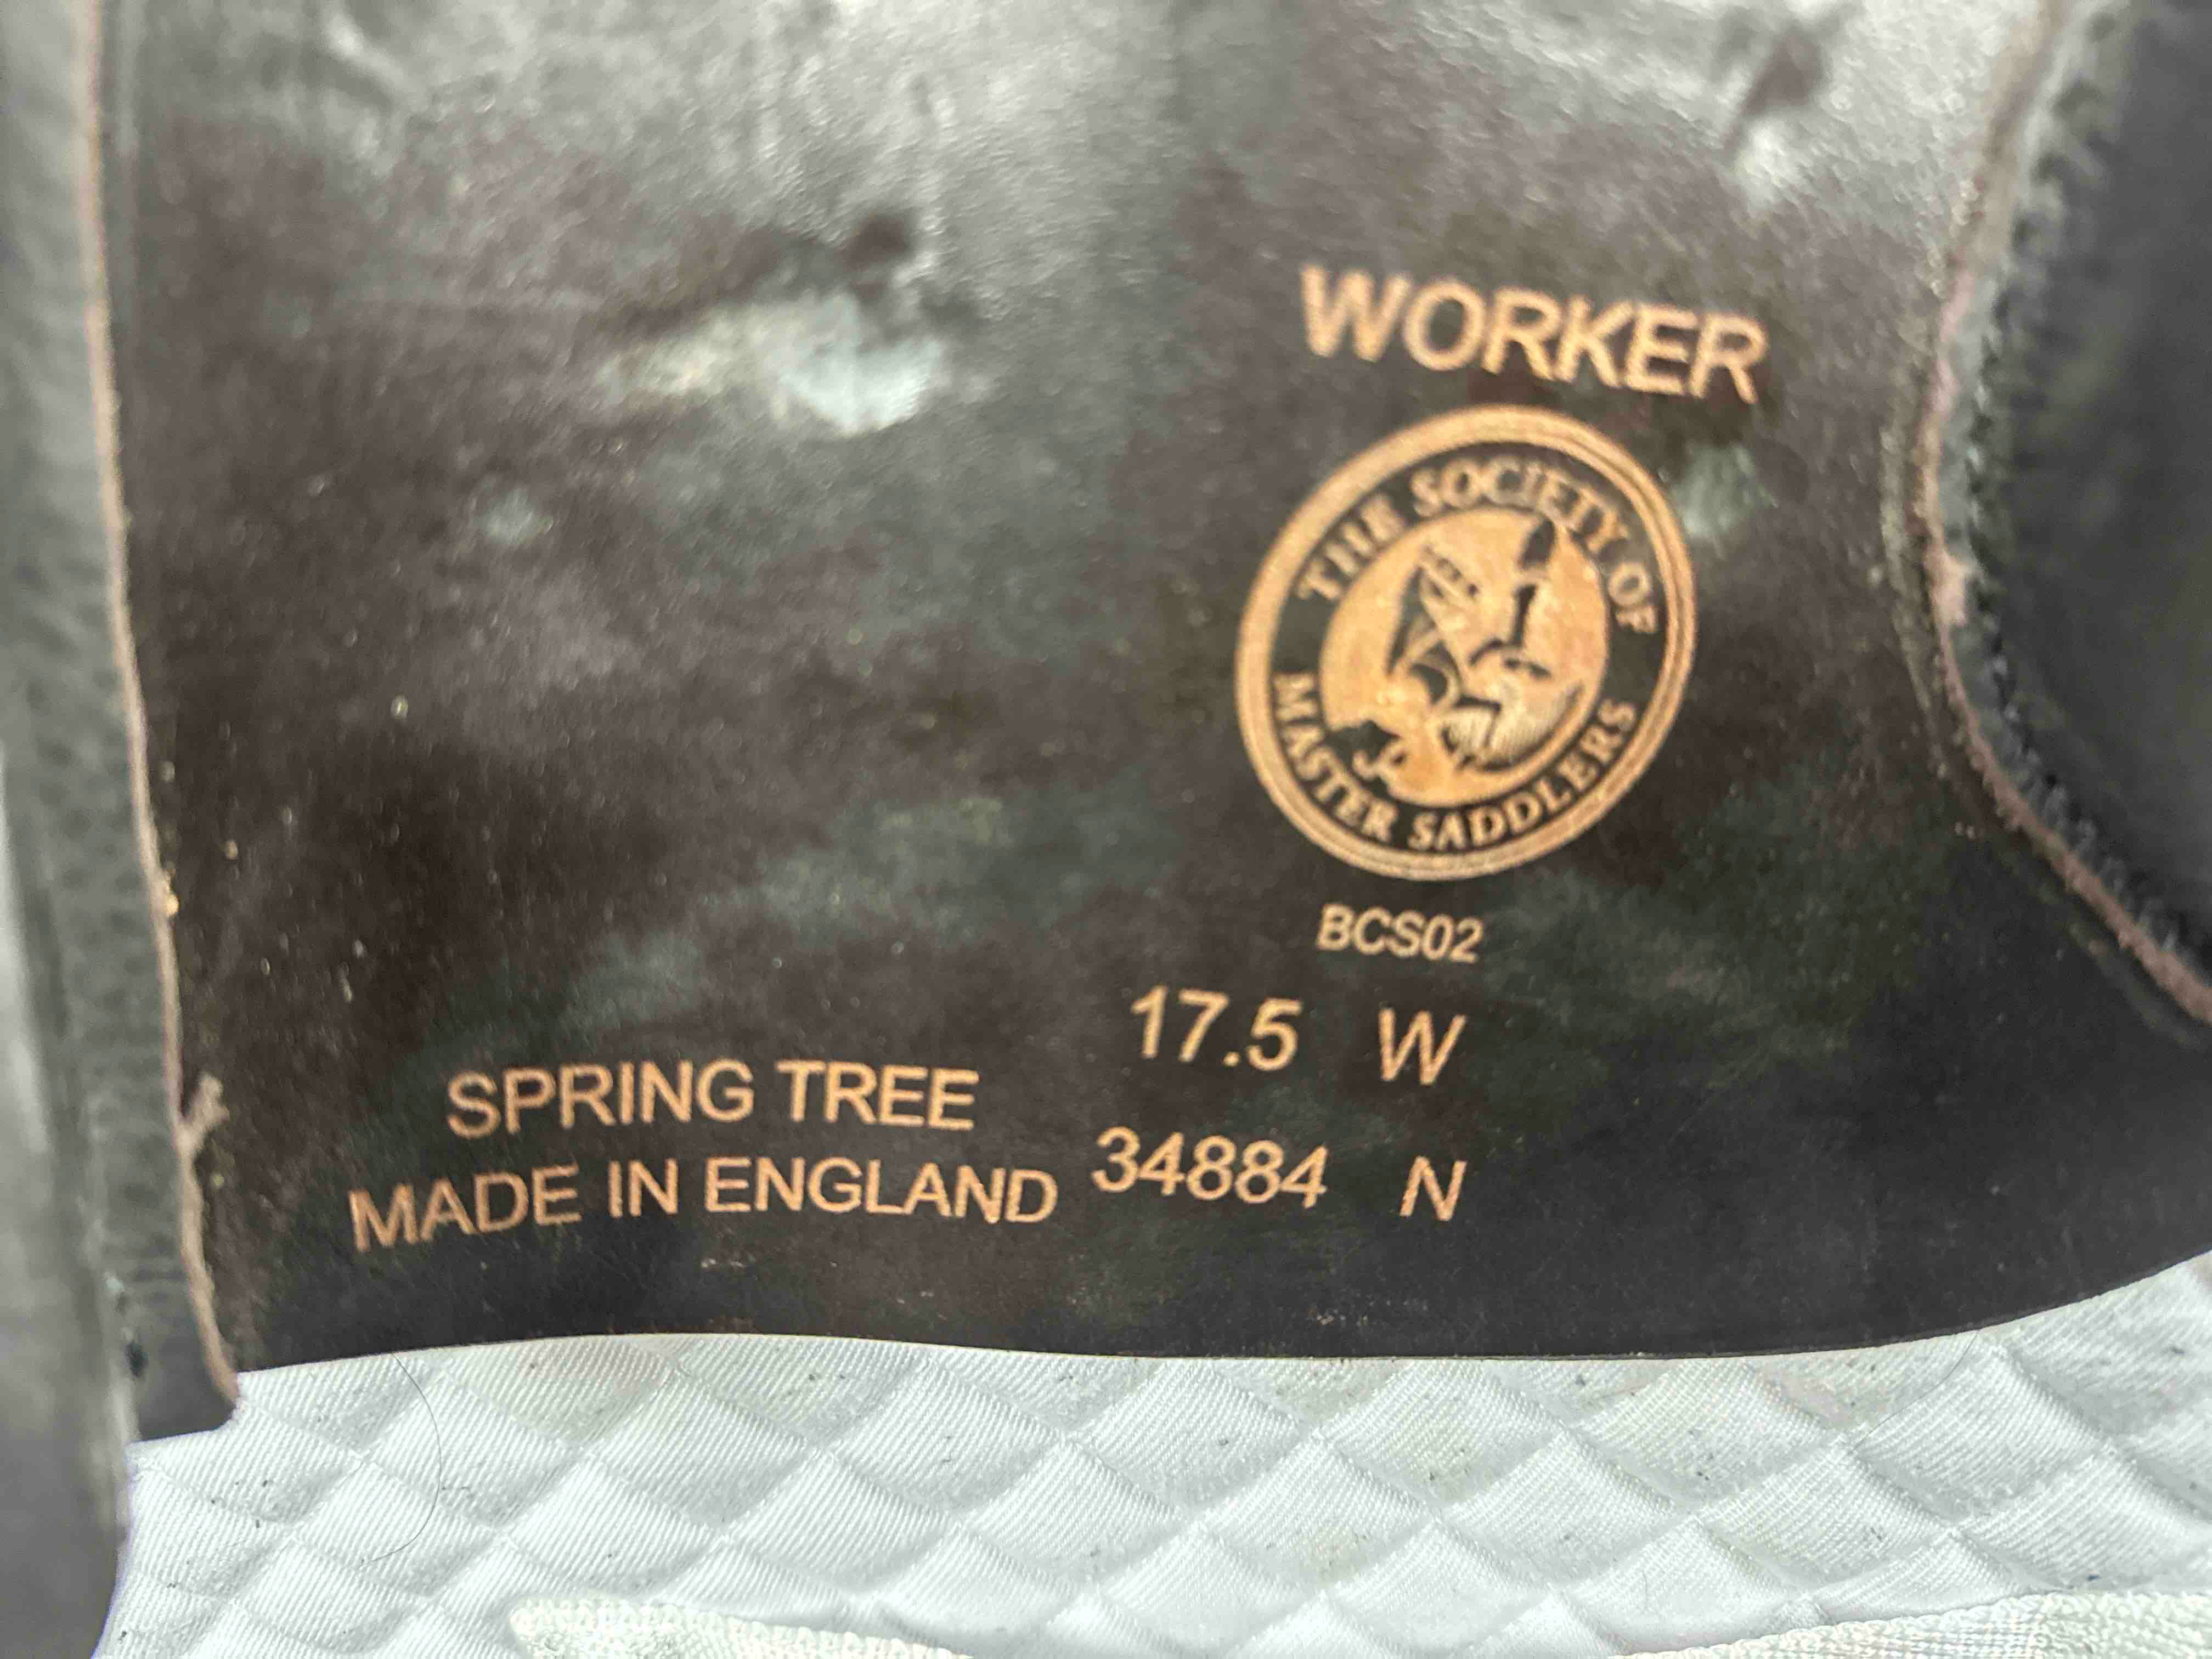 WORKER
THE SOCIETY OF
MASTER SADDLERS
BCS02
17.5 W
SPRING TREE
34884 N
MADE IN ENGLAND